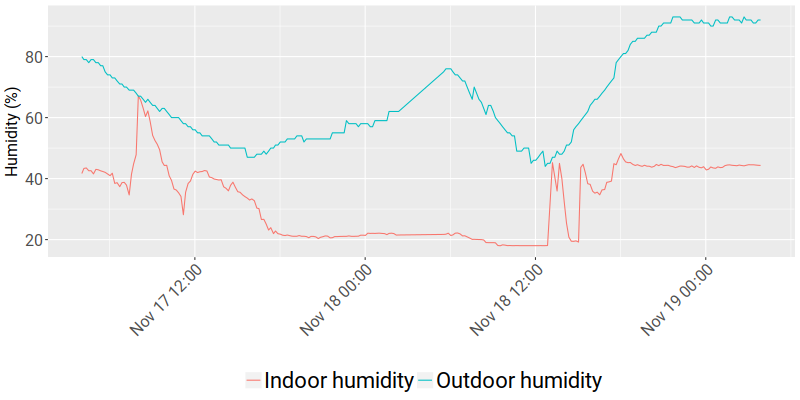 Humidity (%)
80
60
40
20
Nov 17 12:00
Nov 18 00:00
Nov 18 12:00
Nov 19 00:00
Indoor humidity Outdoor humidity